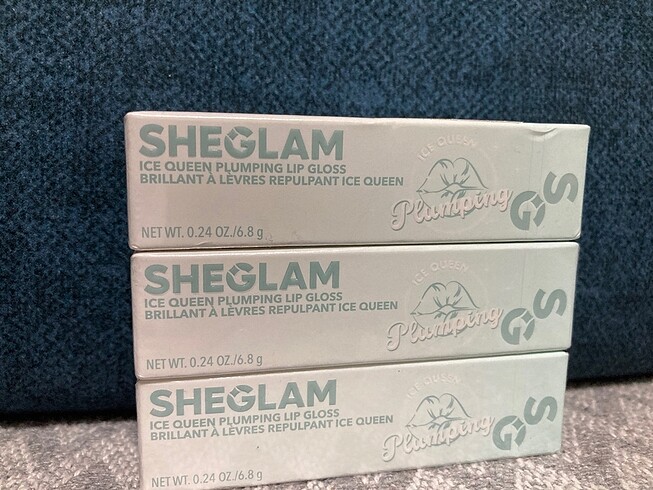 SHEGLAM
ICE QUEEN PLUMPING LIP GLOSS
BRILLANT À LÈVRES REPULPANT ICE QUEEN
NET WT. 0.24 OZ./6.8 g
ICE QUEEN
Plumping
SG
SHEGLAM
ICE QUEEN PLUMPING LIP GLOSS
BRILLANT À LÈVRES REPULPANT ICE QUEEN
NET WT. 0.24 OZ./6.8 g
ICE QUEEN
Plumping
SG
SHEGLAM
ICE QUEEN PLUMPING LIP GLOSS
BRILLANT À LÈVRES REPULPANT ICE QUEEN
NET WT. 0.24 OZ./6.8 g
ICE QUEEN
Plumping
SG